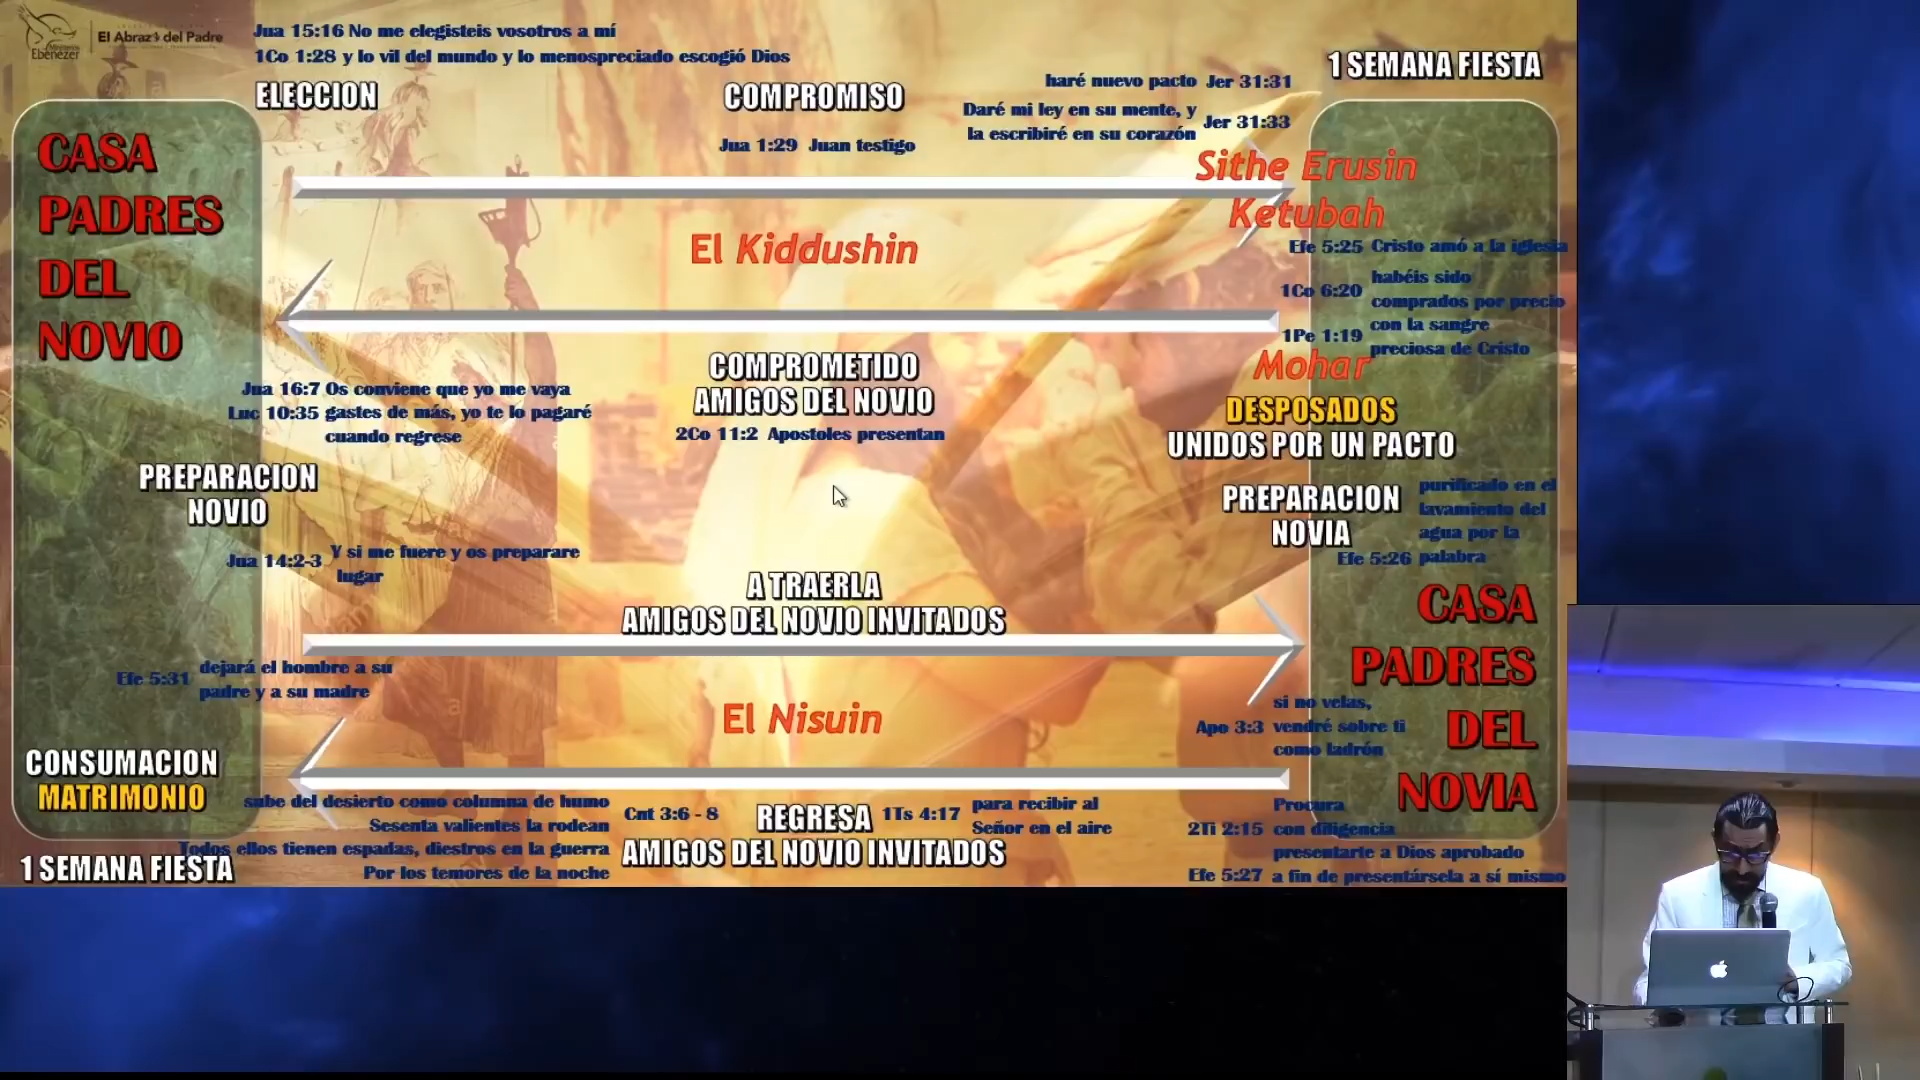 Ministerios
Ebenezer
El Abrazo del Padre
Jua 15:16 No me elegisteis vosotros a mí
1Co 1:28 y lo vil del mundo y lo menospreciado escogió Dios
ELECCION
COMPROMISO
Jua 1:29 Juan testigo
haré nuevo pacto Jer 31:31
Daré mi ley en su mente, y
la escribiré en su corazón
Jer 31:33
1 SEMANA FIESTA
CASA
PADRES
DEL
NOVIO
Sithe Erusin
Ketubah
El Kiddushin
Efe 5:25 Cristo amó a la iglesia
1Co 6:20
habéis sido
comprados por precio
1Pe 1:19
con la sangre
preciosa de Cristo
Mohar
DESPOSADOS
UNIDOS POR UN PACTO
COMPROMETIDO
AMIGOS DEL NOVIO
2Co 11:2 Apostoles presentan
Jua 16:7 Os conviene que yo me vaya
Luc 10:35 gastes de más, yo te lo pagaré
cuando regrese
PREPARACION
NOVIO
Jua 14:2-3
Y si me fuere y os preparare
lugar
PREPARACION
NOVIA
purificado en el
lavamiento del
agua por la
Efe 5:26 palabra
A TRAERLA
AMIGOS DEL NOVIO INVITADOS
CASA
PADRES
DEL
NOVIA
Efe 5:31
dejará el hombre a su
padre y a su madre
El Nisuin
Apo 3:3
si no velas,
vendré sobre ti
como ladrón
CONSUMACION
MATRIMONIO
1 SEMANA FIESTA
sube del desierto como columna de humo
Sesenta valientes la rodean
Todos ellos tienen espadas, diestros en la guerra
Por los temores de la noche
Cnt 3:6 - 8
REGRESA
AMIGOS DEL NOVIO INVITADOS
1Ts 4:17
para recibir al
Señor en el aire
2Ti 2:15
Procura
con diligencia
presentarte a Dios aprobado
Efe 5:27 a fin de presentársela a sí mismo